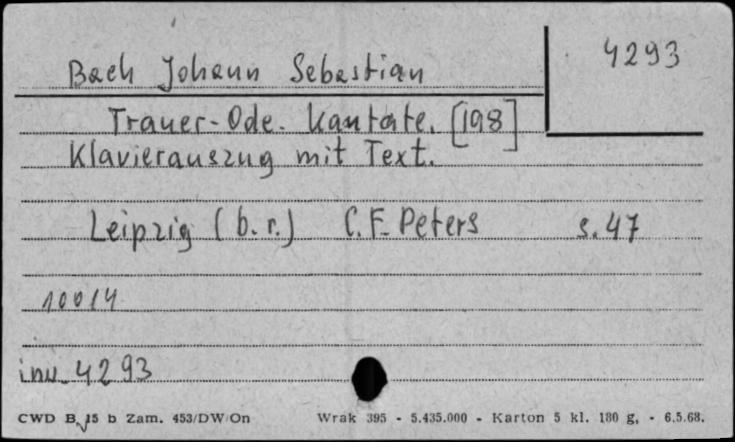 4293
Bach Johann Sebastian
Trauer-Ode. Kantate. [198]
Klavierauszug mit Text.
Leipzig (b.r.) C.F. Peters s. 47
10014
inw. 4293
CWD B 15 b Zam. 453/DW/On Wrak 395 - 5.435.000 - Karton 5 kl. 180 g, - 6.5.68.